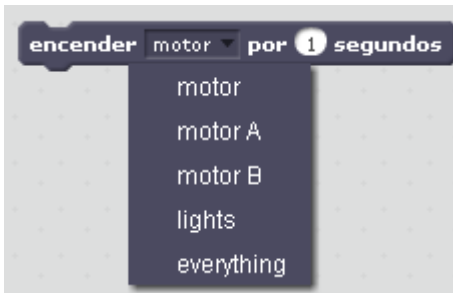 encender motor por 1 segundos
motor
motor A
motor B
lights
everything